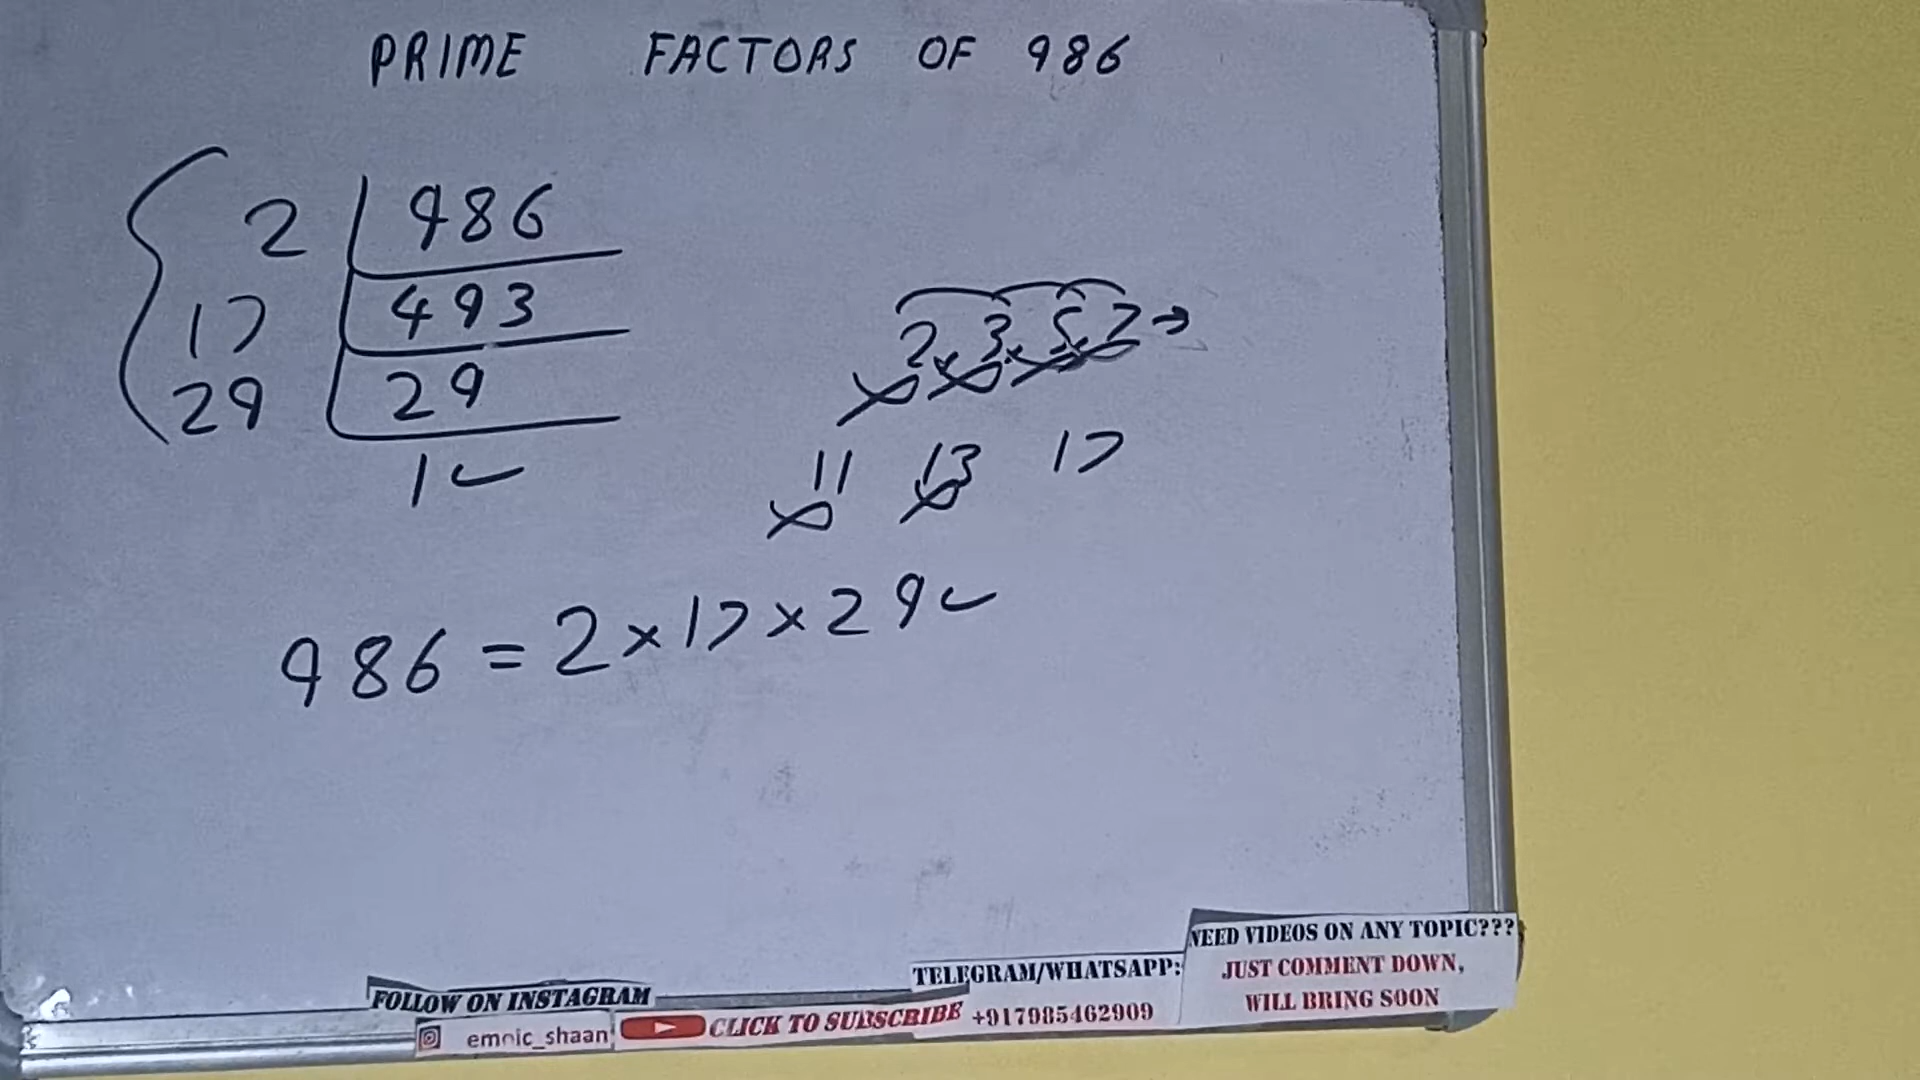 PRIME FACTORS OF 986
2 | 986
17 | 493
29 | 29
1
2 × 3 × 5 × 7 →
11 13 17
986 = 2 × 17 × 29
NEED VIDEOS ON ANY TOPIC???
JUST COMMENT DOWN,
WILL BRING SOON
TELEGRAM/WHATSAPP:
+917985462909
FOLLOW ON INSTAGRAM
emoic_shaan
CLICK TO SUBSCRIBE